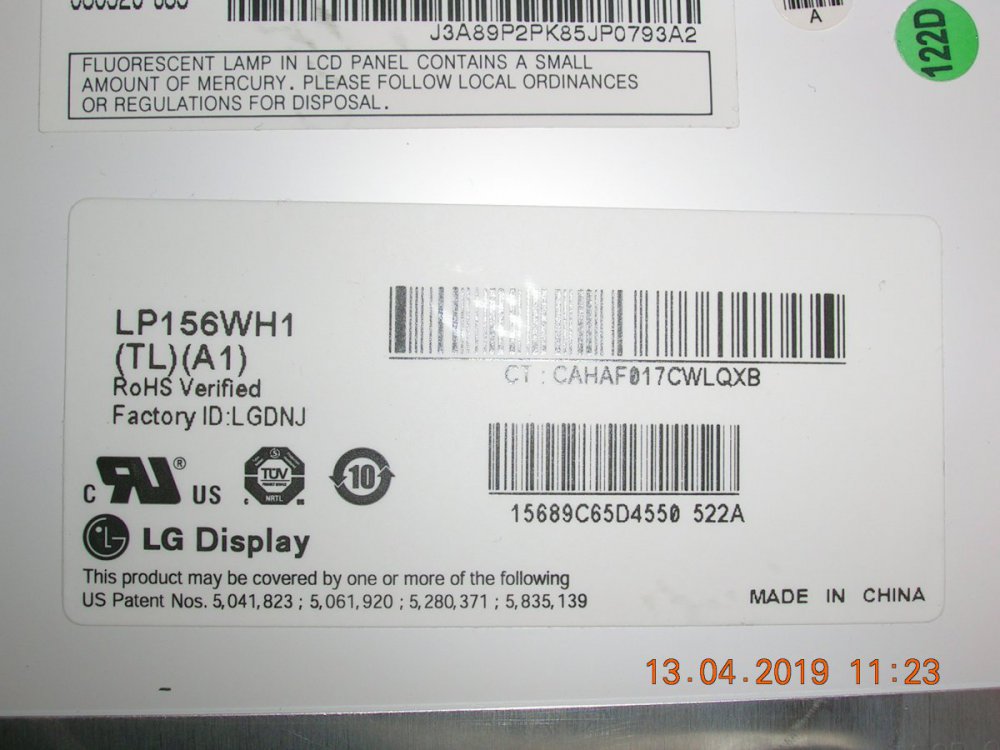 J3A89P2PK85JP0793A2
A
122D
FLUORESCENT LAMP IN LCD PANEL CONTAINS A SMALL
AMOUNT OF MERCURY. PLEASE FOLLOW LOCAL ORDINANCES
OR REGULATIONS FOR DISPOSAL.
LP156WH1
(TL)(A1)
RoHS Verified
Factory ID:LGDNJ
CT : CAHAF017CWLQXB
C RU ® US
TÜV
NRTL
10
15689C65D4550 522A
LG Display
This product may be covered by one or more of the following
US Patent Nos. 5,041,823 ; 5,061,920 ; 5,280,371 ; 5,835,139
MADE IN CHINA
13.04.2019 11:23